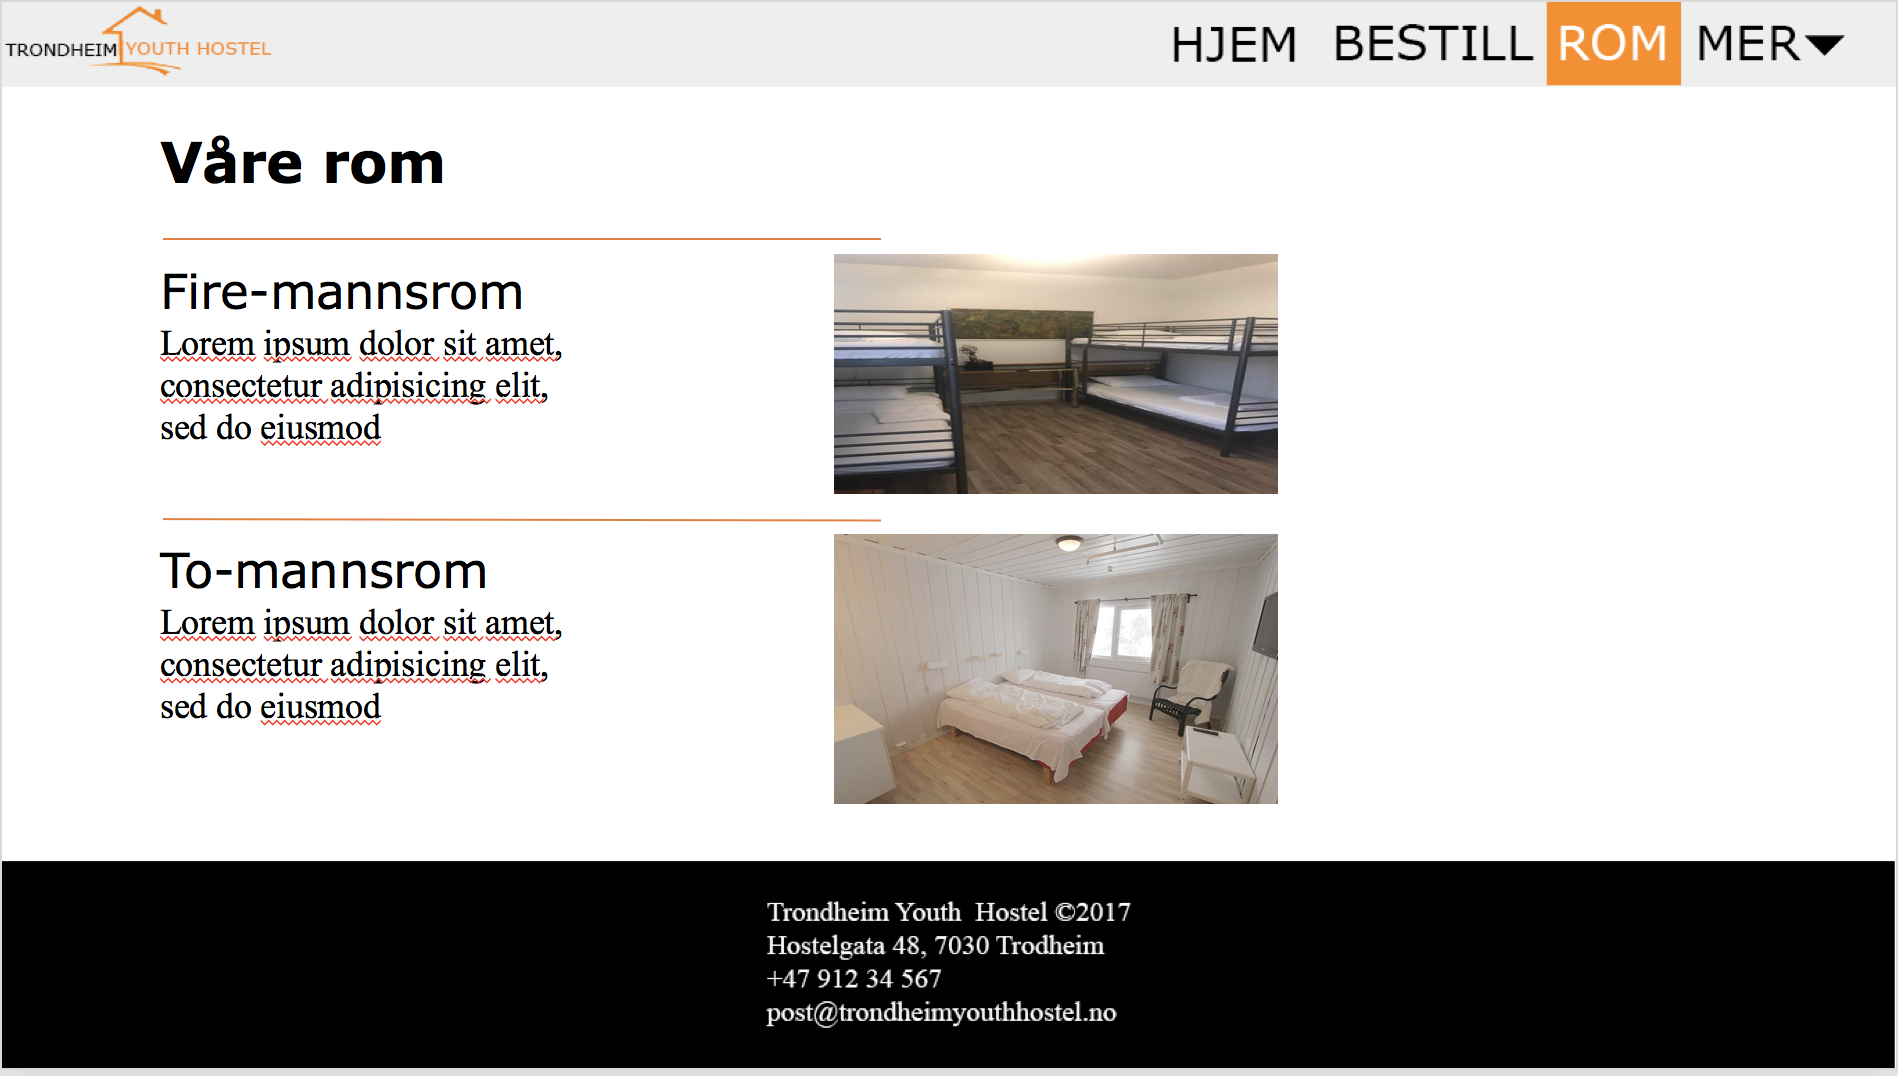 TRONDHEIM YOUTH HOSTEL
HJEM BESTILL ROM MER
Våre rom
Fire-mannsrom
Lorem ipsum dolor sit amet,
consectetur adipisicing elit,
sed do eiusmod
To-mannsrom
Lorem ipsum dolor sit amet,
consectetur adipisicing elit,
sed do eiusmod
Trondheim Youth  Hostel ©2017
Hostelgata 48, 7030 Trodheim
+47 912 34 567
post@trondheimyouthhostel.no